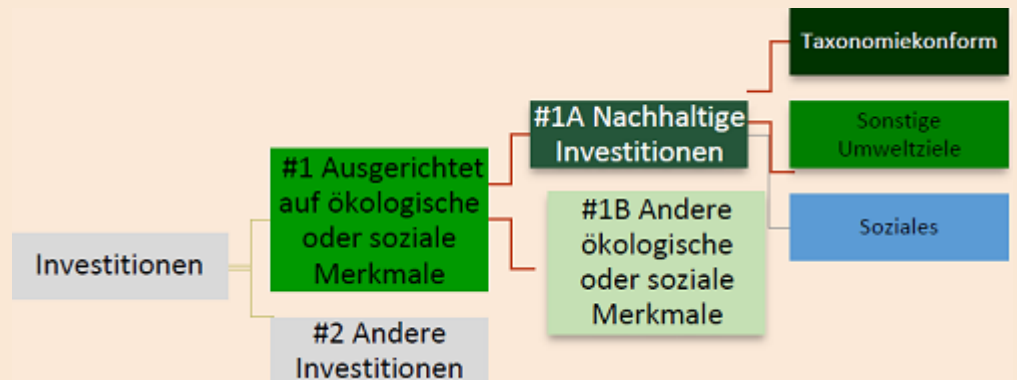 Taxonomiekonform
#1A Nachhaltige
Investitionen
Sonstige
Umweltziele
#1 Ausgerichtet
auf ökologische
oder soziale
Merkmale
#1B Andere
ökologische
oder soziale
Merkmale
Soziales
Investitionen
#2 Andere
Investitionen